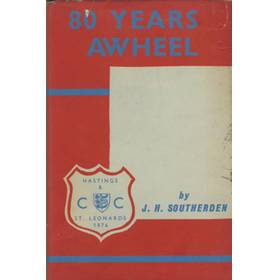 80 YEARS
AWHEEL
by
J. H. SOUTHERDEN
HASTINGS
&
C C
ST. LEONARDS
1876